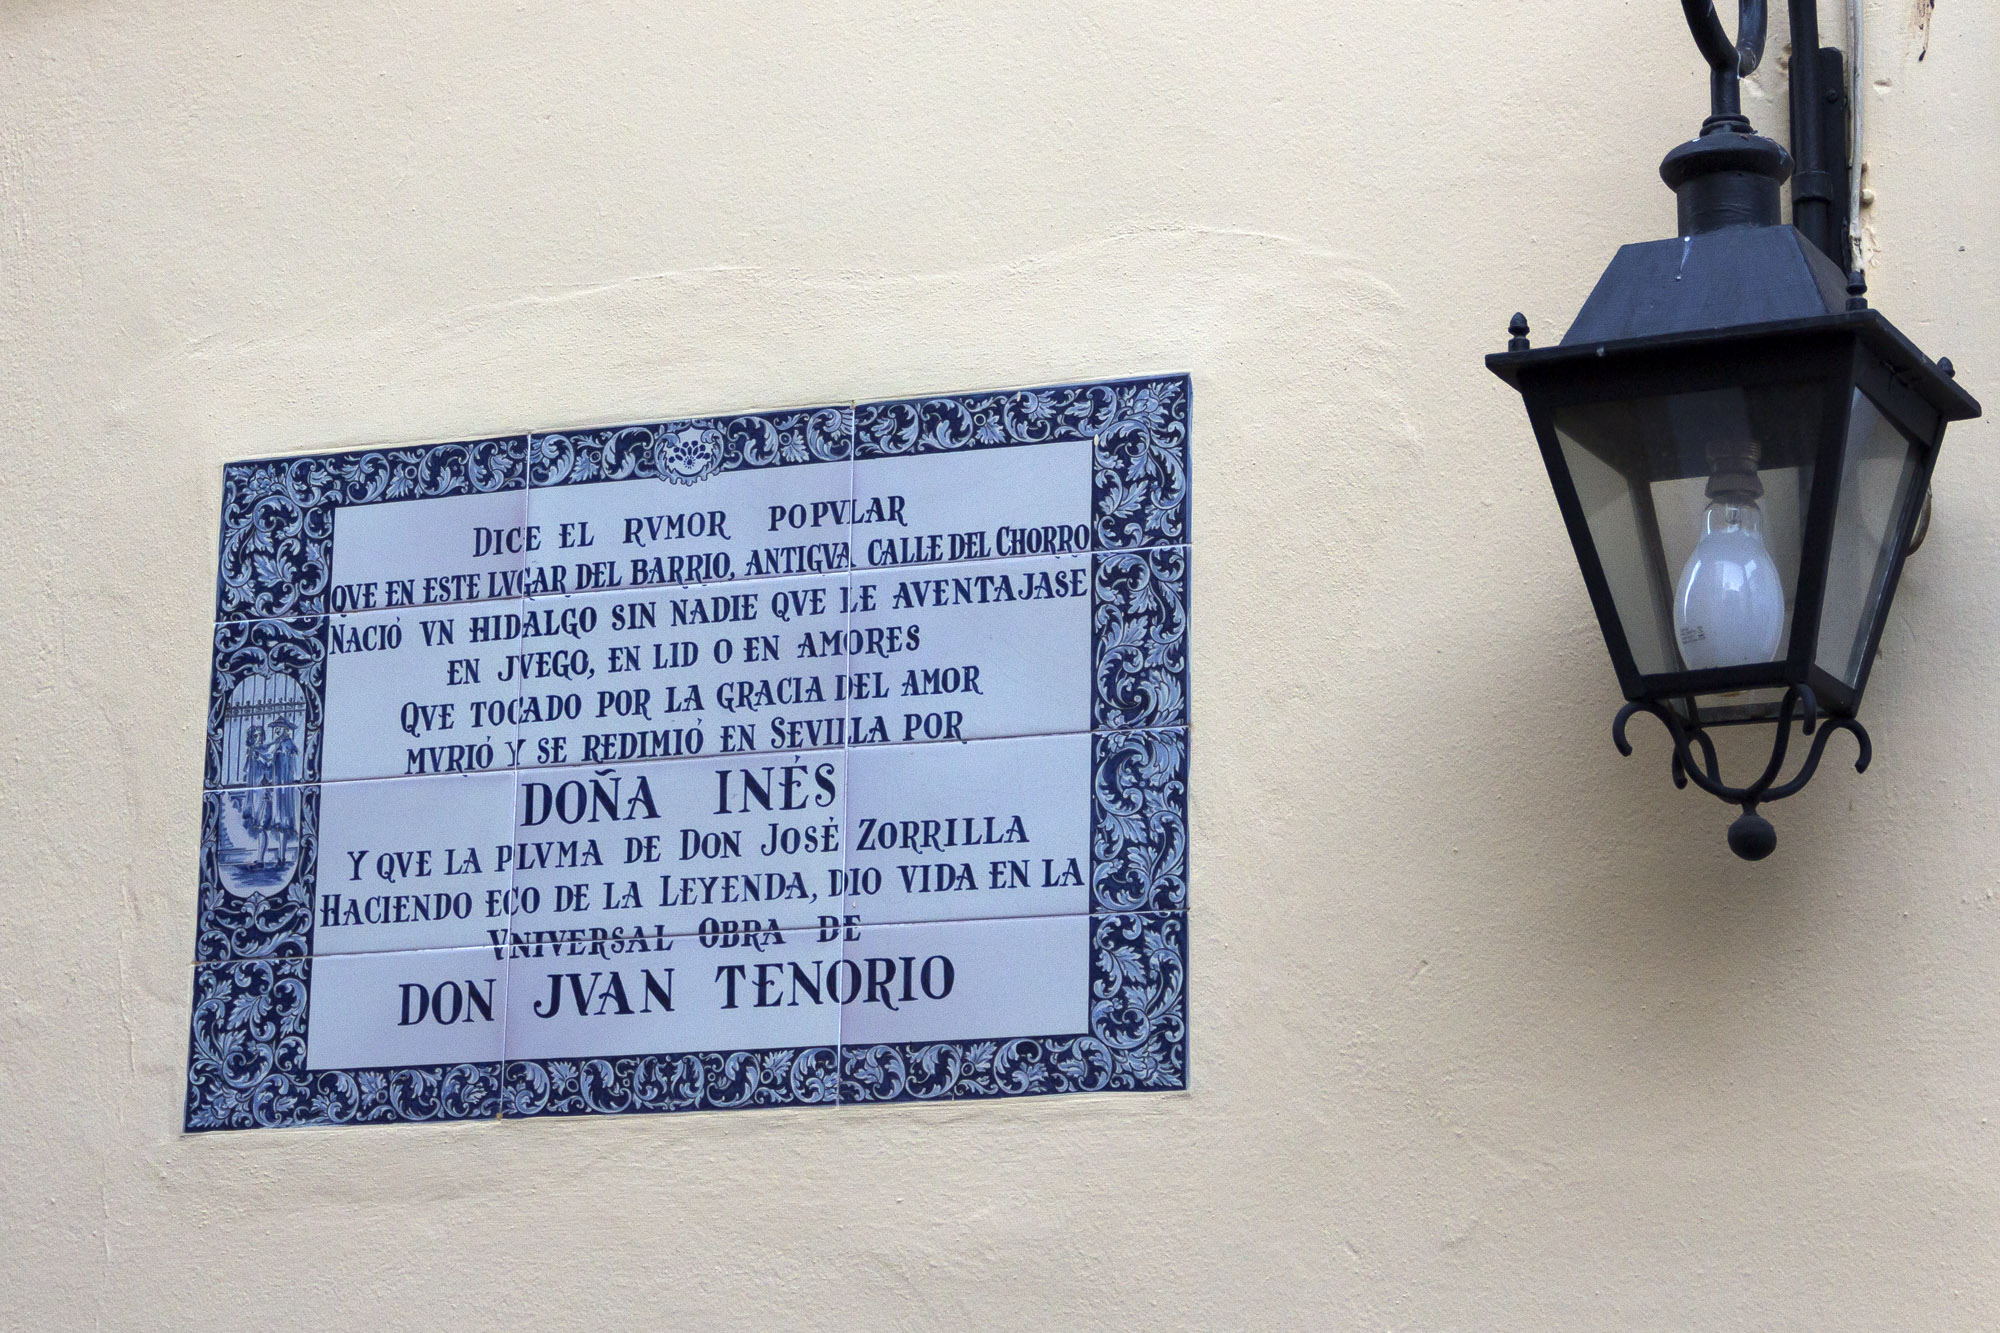 DICE EL RVMOR POPVLAR
QVE EN ESTE LVGAR DEL BARRIO, ANTIGVA CALLE DEL CHORRO
NACIÓ VN HIDALGO SIN NADIE QVE LE AVENTAJASE
EN JVEGO, EN LID O EN AMORES
QVE TOCADO POR LA GRACIA DEL AMOR
MVRIÓ Y SE REDIMIÓ EN SEVILLA POR
DOÑA INÉS
Y QVE LA PLVMA DE DON JOSÉ ZORRILLA
HACIENDO ECO DE LA LEYENDA, DIO VIDA EN LA
VNIVERSAL OBRA DE
DON JVAN TENORIO